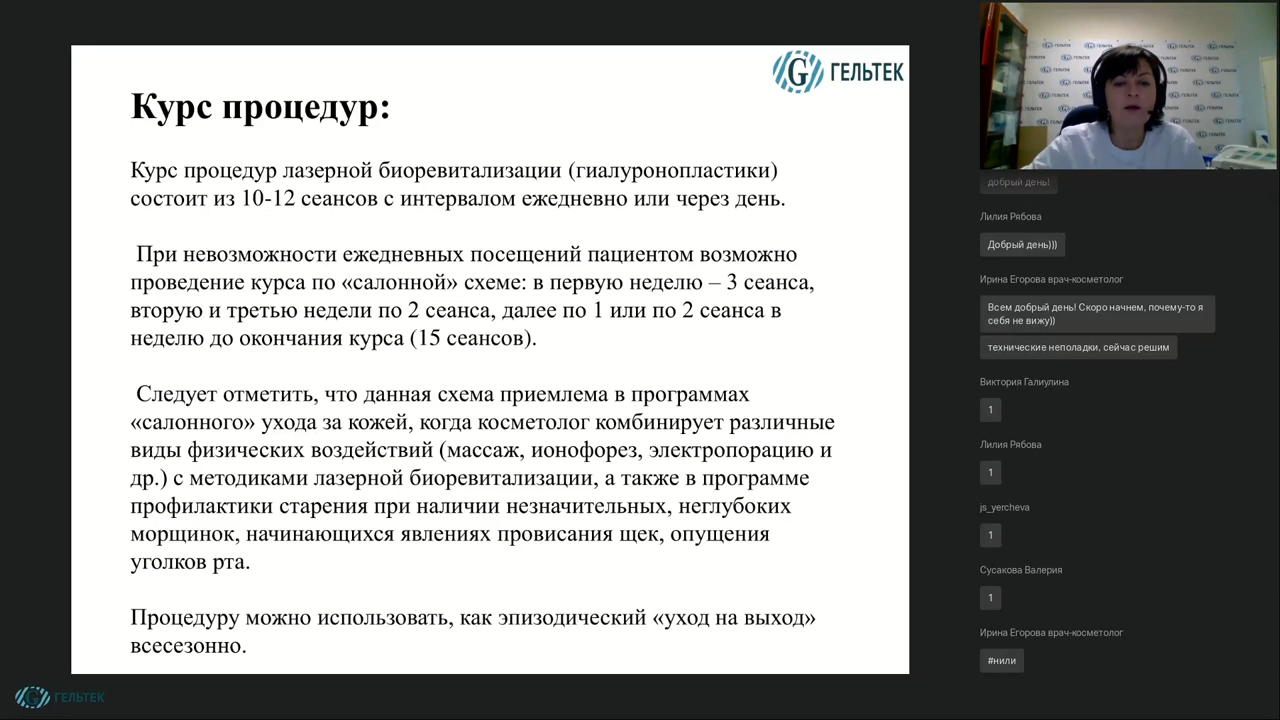 ГЕЛЬТЕК
Курс процедур:
Курс процедур лазерной биоревитализации (гиалуронопластики)
состоит из 10-12 сеансов с интервалом ежедневно или через день.
При невозможности ежедневных посещений пациентом возможно
проведение курса по «салонной» схеме: в первую неделю – 3 сеанса,
вторую и третью недели по 2 сеанса, далее по 1 или по 2 сеанса в
неделю до окончания курса (15 сеансов).
Следует отметить, что данная схема приемлема в программах
«салонного» ухода за кожей, когда косметолог комбинирует различные
виды физических воздействий (массаж, ионофорез, электропорацию и
др.) с методиками лазерной биоревитализации, а также в программе
профилактики старения при наличии незначительных, неглубоких
морщинок, начинающихся явлениях провисания щек, опущения
уголков рта.
Процедуру можно использовать, как эпизодический «уход на выход»
всесезонно.
ГЕЛЬТЕК
добрый день!
Лилия Рябова
Добрый день)))
Ирина Егорова врач-косметолог
Всем добрый день! Скоро начнем, почему-то я
себя не вижу))
технические неполадки, сейчас решим
Виктория Галиулина
1
Лилия Рябова
1
js_yercheva
1
Сусакова Валерия
1
Ирина Егорова врач-косметолог
#нили